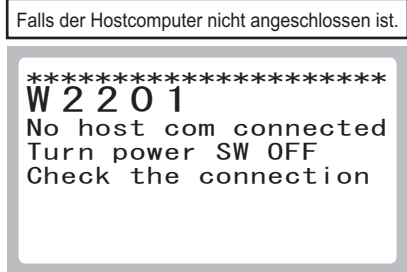 Falls der Hostcomputer nicht angeschlossen ist.
*********************
W2201
No host com connected
Turn power SW OFF
Check the connection